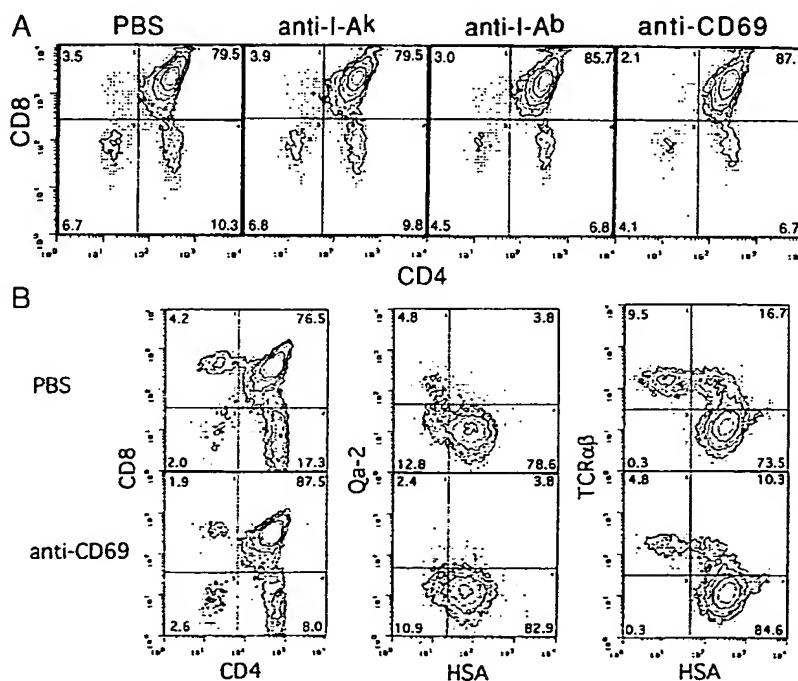 A
PBS anti-I-Ak anti-I-Ab anti-CD69
3.5 79.5 3.9 79.5 3.0 85.7 2.1 87.
CD8
6.7 10.3 6.8 9.8 4.5 6.8 4.1 6.7
CD4
B
PBS
4.2 76.5 4.8 3.8 9.5 16.7
2.0 17.3 12.8 78.6 0.3 73.5
CD8 Qa-2 TCRαβ
anti-CD69
1.9 87.5 2.4 3.8 4.8 10.3
2.6 8.0 10.9 82.9 0.3 84.6
CD4 HSA HSA